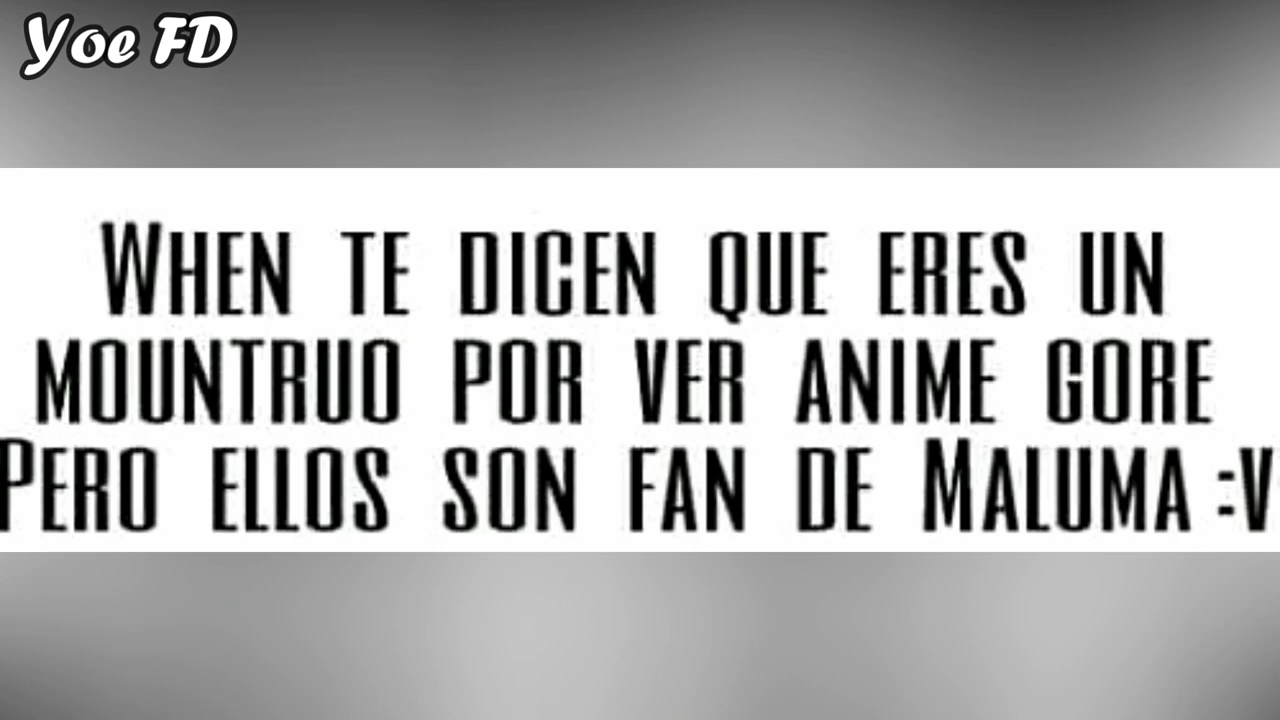 Yoe FD
WHEN TE DICEN QUE ERES UN
MOUNTRUO POR VER ANIME GORE
PERO ELLOS SON FAN DE MALUMA :V